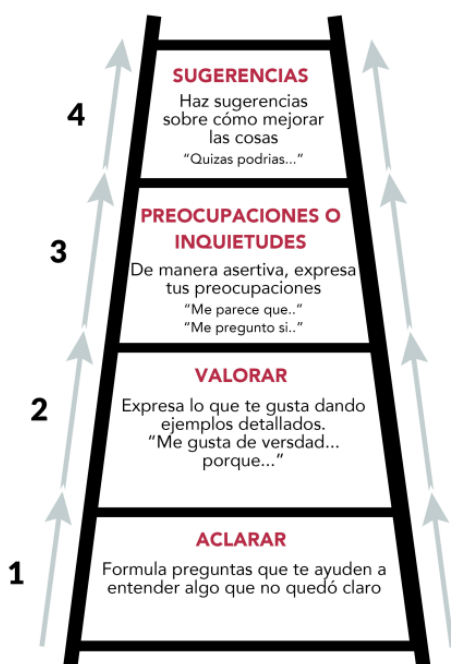 4
SUGERENCIAS
Haz sugerencias
sobre cómo mejorar
las cosas
“Quizas podrias...”
3
PREOCUPACIONES O
INQUIETUDES
De manera asertiva, expresa
tus preocupaciones
“Me parece que..”
“Me pregunto si..”
2
VALORAR
Expresa lo que te gusta dando
ejemplos detallados.
“Me gusta de versdad...
porque...”
1
ACLARAR
Formula preguntas que te ayuden a
entender algo que no quedó claro